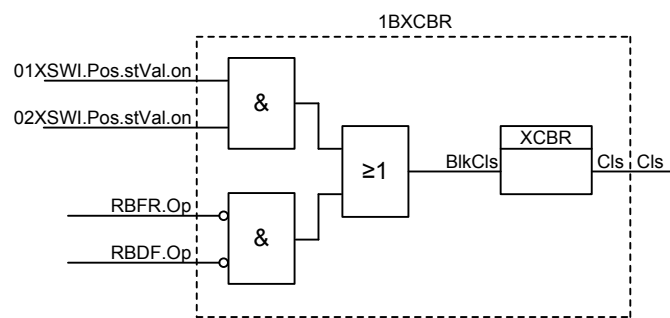 1BXCBR
01XSWI.Pos.stVal.on
02XSWI.Pos.stVal.on
&
≥1
XCBR
BlkCls
Cls
Cls
RBFR.Op
RBDF.Op
&